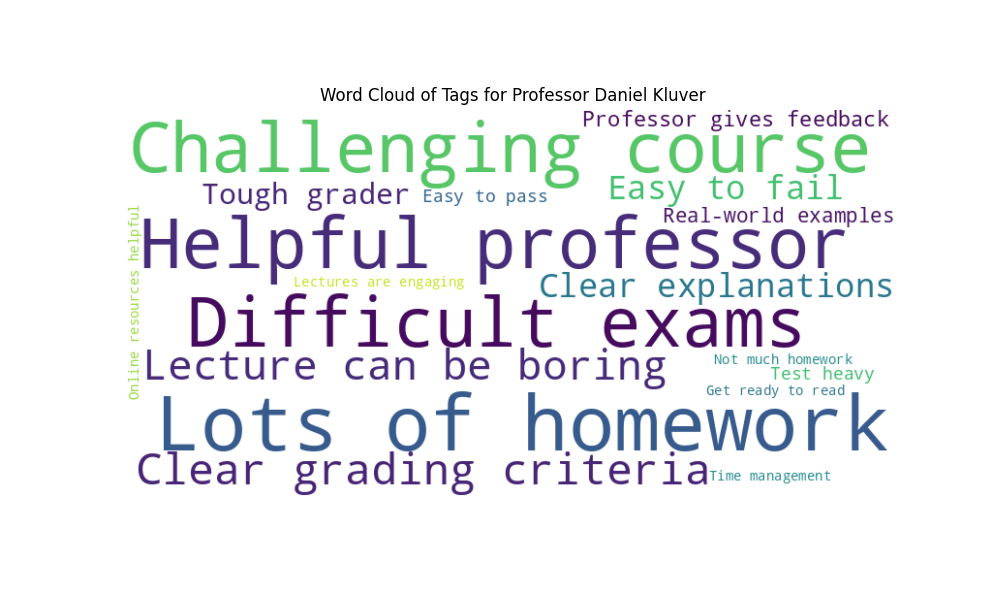 Word Cloud of Tags for Professor Daniel Kluver
Professor gives feedback
Challenging course
Tough grader
Easy to pass
Easy to fail
Real-world examples
Helpful professor
Online resources helpful
Lectures are engaging
Clear explanations
Difficult exams
Lecture can be boring
Not much homework
Test heavy
Get ready to read
Lots of homework
Clear grading criteria
Time management